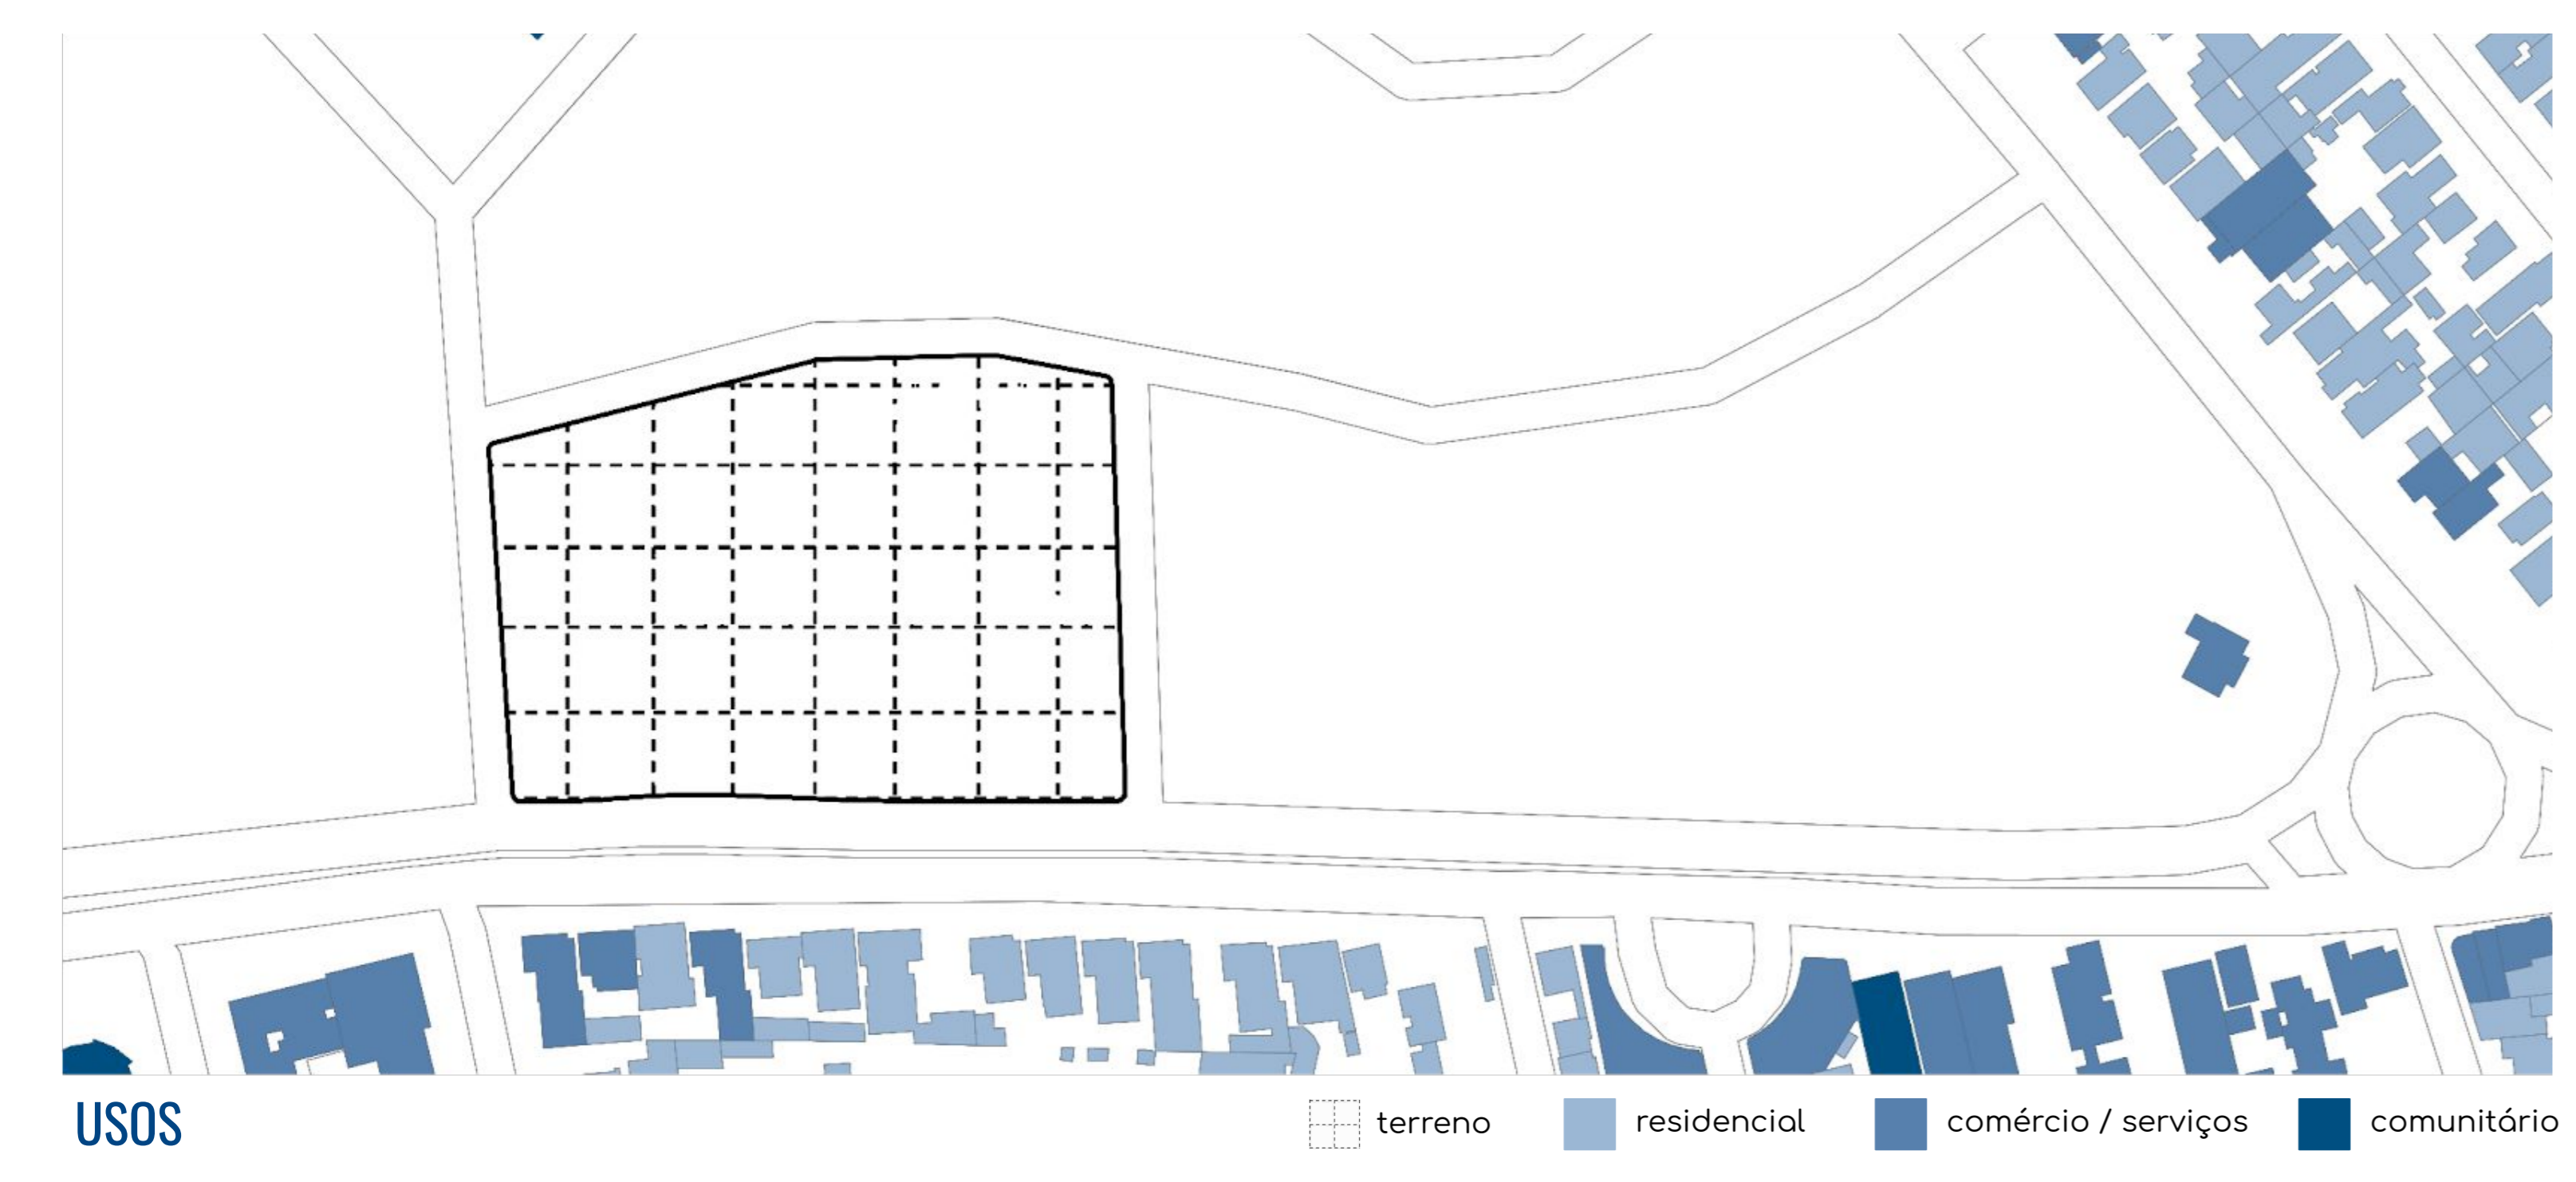 USOS
terreno
residencial
comércio / serviços
comunitário